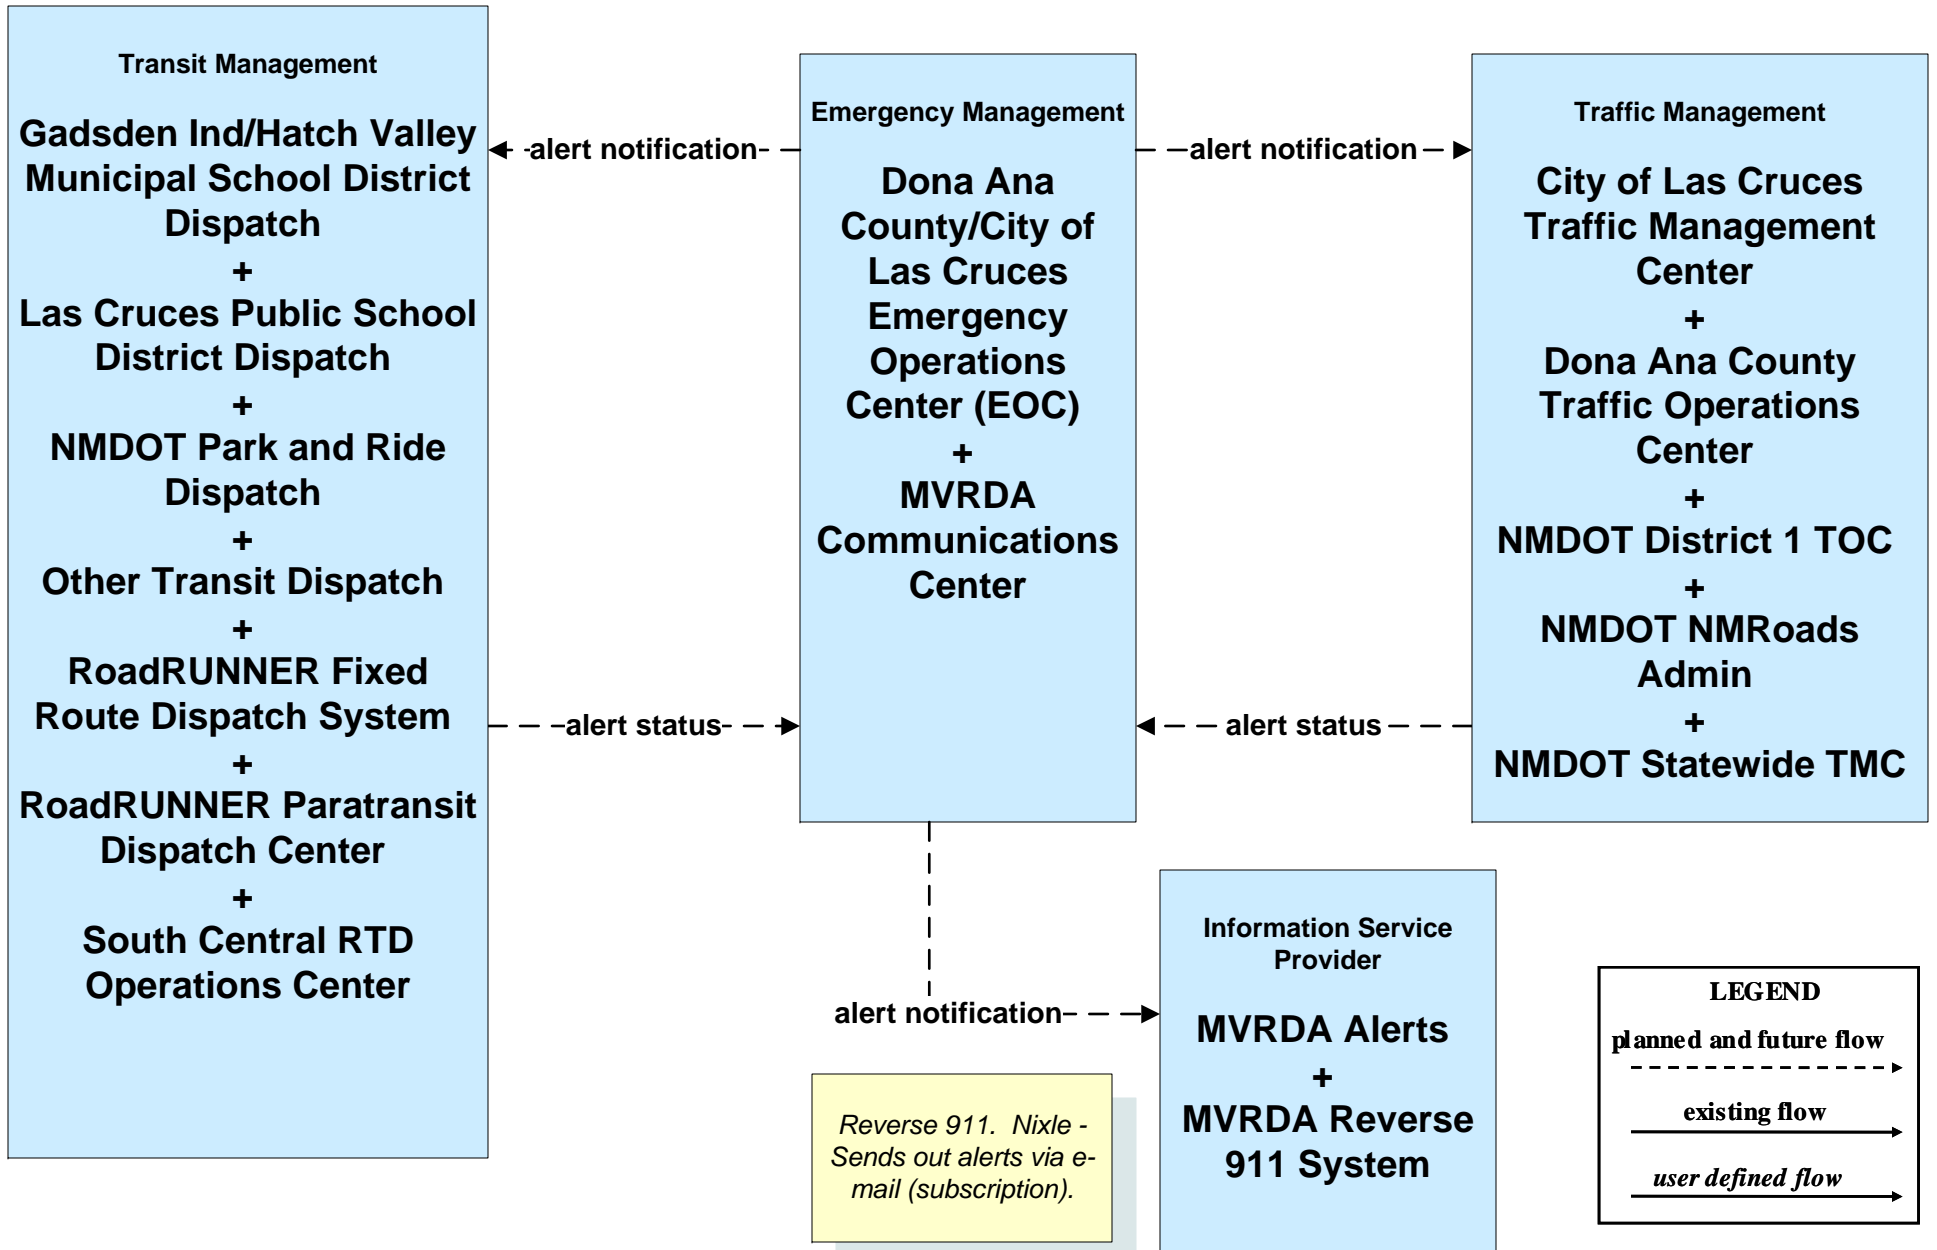 Transit Management
Gadsden Ind/Hatch Valley
Municipal School District
Dispatch
+
Las Cruces Public School
District Dispatch
+
NMDOT Park and Ride
Dispatch
+
Other Transit Dispatch
+
RoadRUNNER Fixed
Route Dispatch System
+
RoadRUNNER Paratransit
Dispatch Center
+
South Central RTD
Operations Center
alert notification
alert status
Emergency Management
Dona Ana
County/City of
Las Cruces
Emergency
Operations
Center (EOC)
+
MVRDA
Communications
Center
alert notification
alert status
Traffic Management
City of Las Cruces
Traffic Management
Center
+
Dona Ana County
Traffic Operations
Center
+
NMDOT District 1 TOC
+
NMDOT NMRoads
Admin
+
NMDOT Statewide TMC
alert notification
Information Service
Provider
MVRDA Alerts
+
MVRDA Reverse
911 System
Reverse 911. Nixle -
Sends out alerts via e-
mail (subscription).
LEGEND
planned and future flow
existing flow
user defined flow